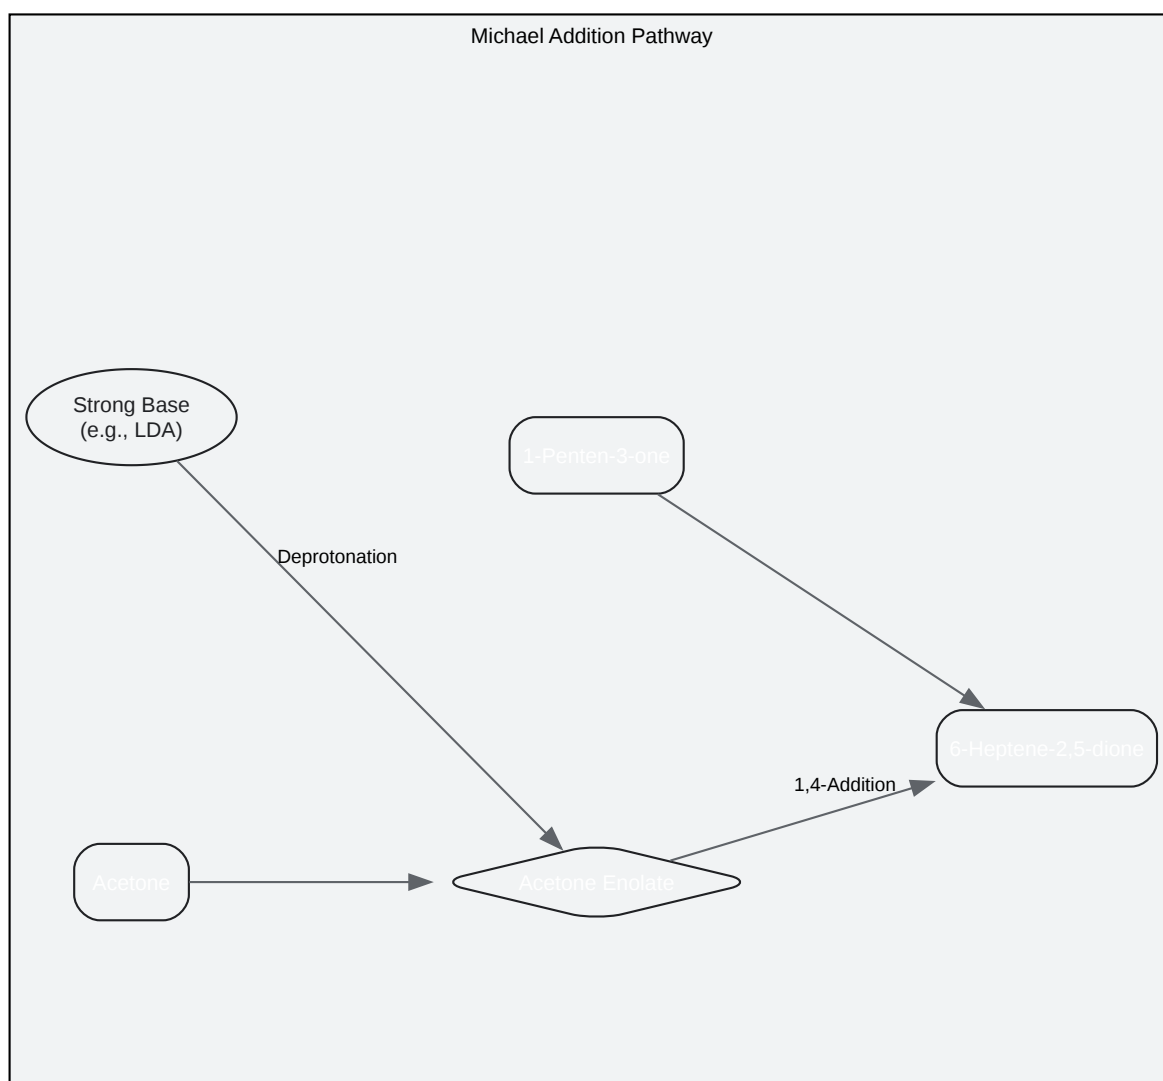 Michael Addition Pathway
Strong Base
(e.g., LDA)
1-Penten-3-one
Deprotonation
6-Heptene-2,5-dione
1,4-Addition
Acetone
Acetone Enolate